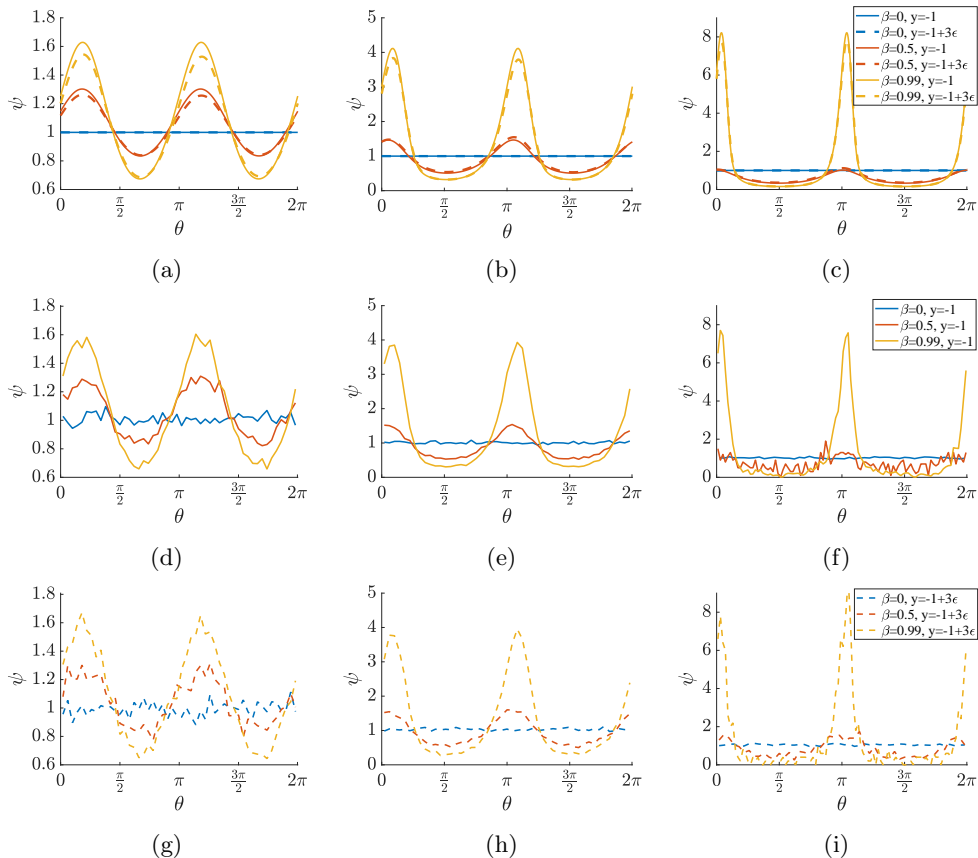 ψ
1.8
1.6
1.4
1.2
1
0.8
0.6
0 π/2 π 3π/2 2π
θ
(a)
ψ
5
4
3
2
1
0
0 π/2 π 3π/2 2π
θ
(b)
ψ
8
6
4
2
0
0 π/2 π 3π/2 2π
θ
β=0, y=-1
β=0, y=-1+3ϵ
β=0.5, y=-1
β=0.5, y=-1+3ϵ
β=0.99, y=-1
β=0.99, y=-1+3ϵ
(c)
ψ
1.8
1.6
1.4
1.2
1
0.8
0.6
0 π/2 π 3π/2 2π
θ
(d)
ψ
5
4
3
2
1
0
0 π/2 π 3π/2 2π
θ
(e)
ψ
8
6
4
2
0
0 π/2 π 3π/2 2π
θ
β=0, y=-1
β=0.5, y=-1
β=0.99, y=-1
(f)
ψ
1.8
1.6
1.4
1.2
1
0.8
0.6
0 π/2 π 3π/2 2π
θ
(g)
ψ
5
4
3
2
1
0
0 π/2 π 3π/2 2π
θ
(h)
ψ
8
6
4
2
0
0 π/2 π 3π/2 2π
θ
β=0, y=-1+3ϵ
β=0.5, y=-1+3ϵ
β=0.99, y=-1+3ϵ
(i)